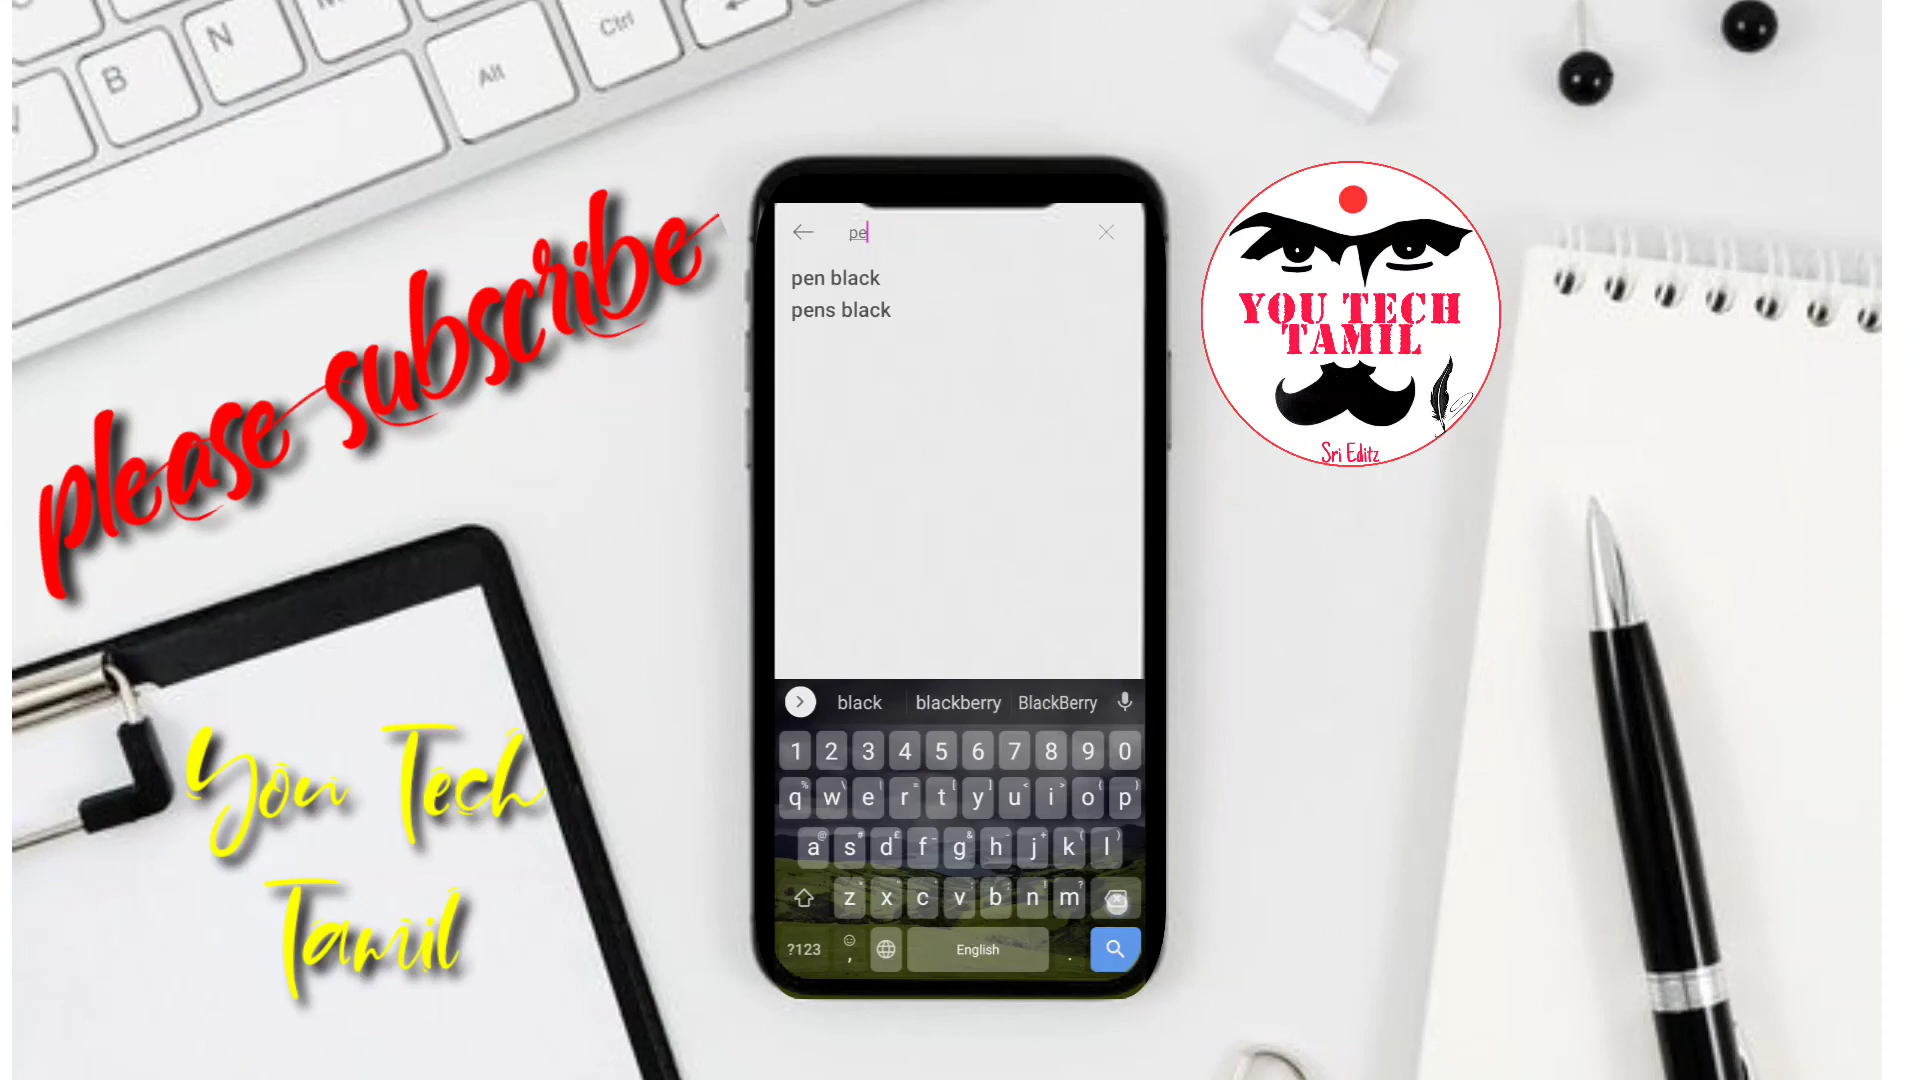 B
N
Alt
Ctrl
please subscribe
pe
pen black
pens black
YOU TECH
TAMIL
Sri Editz
black blackberry BlackBerry
1 2 3 4 5 6 7 8 9 0
q w e r t y u i o p
a s d f g h j k l
z x c v b n m
?123 , English .
You Tech
Tamil